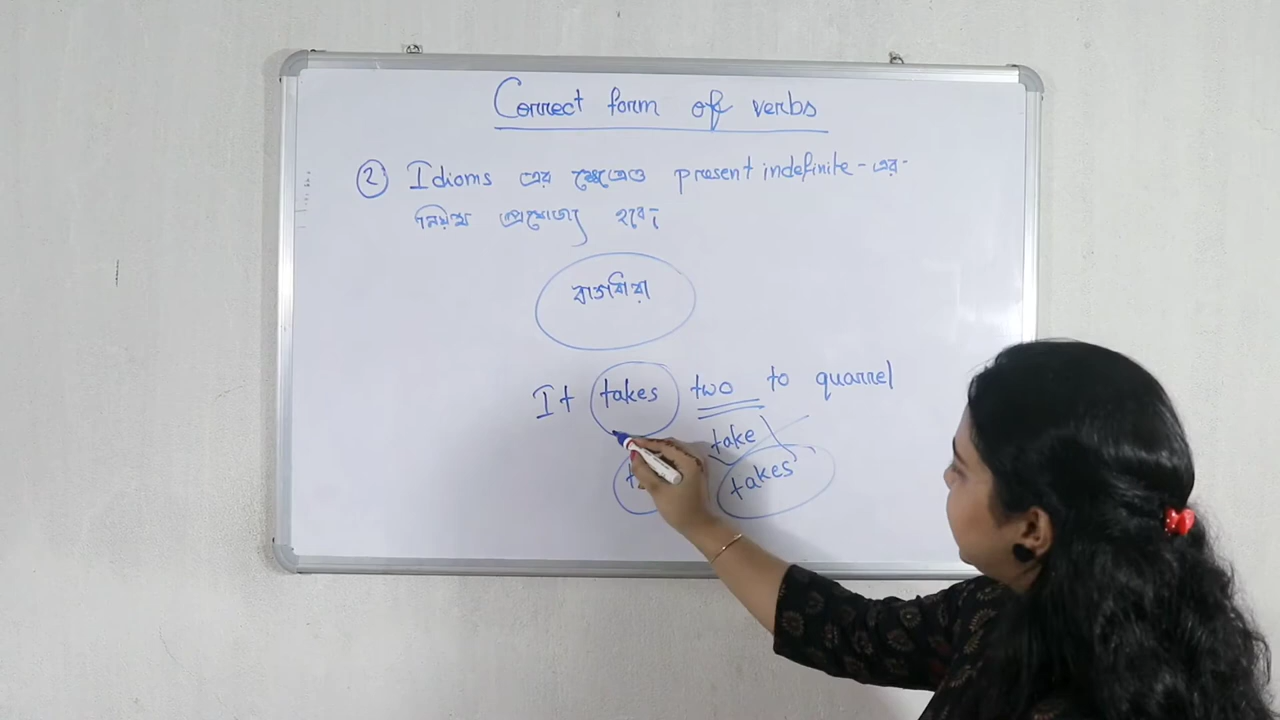 Correct form of verbs
2 Idioms এর ক্ষেত্রেও present indefinite-এর-
নিয়ম প্রযোজ্য হবে;
বাগধারা
It takes two to quarrel
take
takes